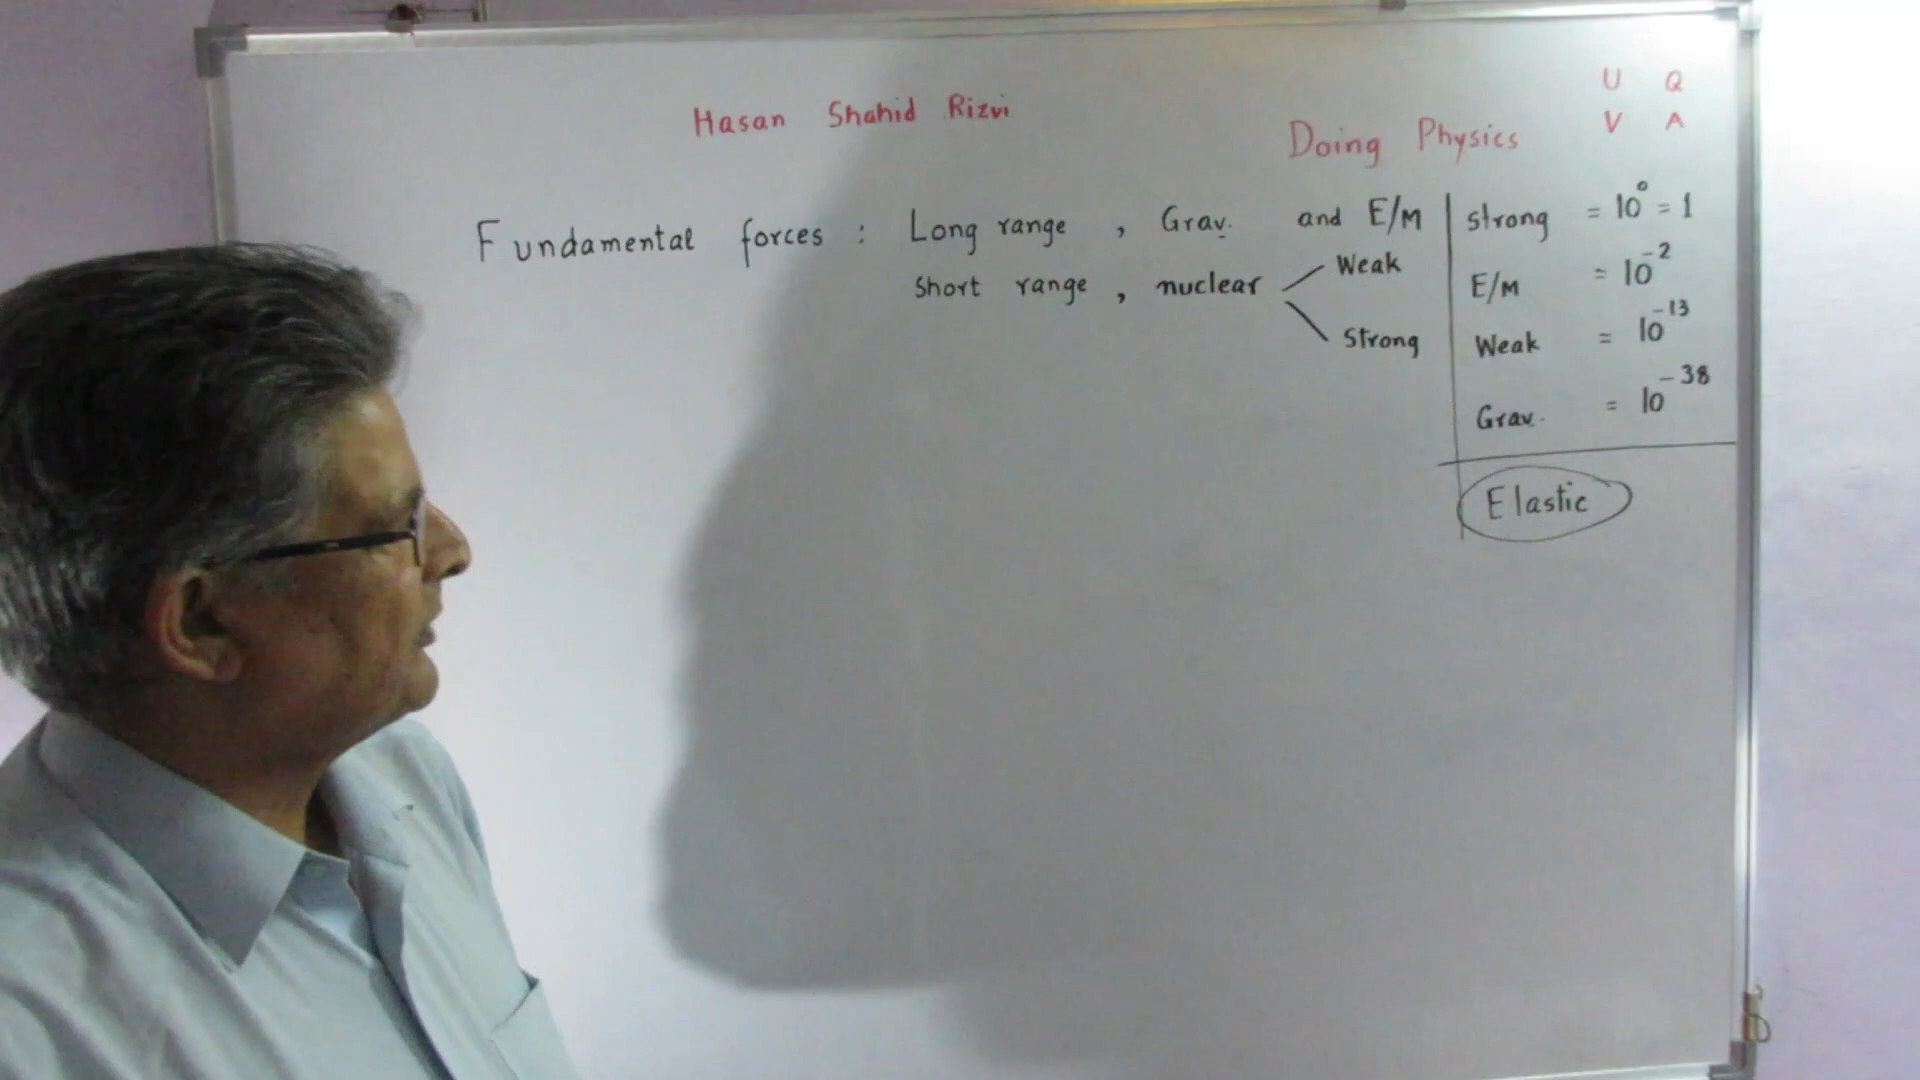 U Q
Hasan Shahid Rizvi
Doing Physics
V A
Fundamental forces : Long range , Grav. and E/M
Short range , nuclear
Weak
Strong
strong = 10⁰ = 1
E/M = 10⁻²
Weak = 10⁻¹³
Grav. = 10⁻³⁸
Elastic